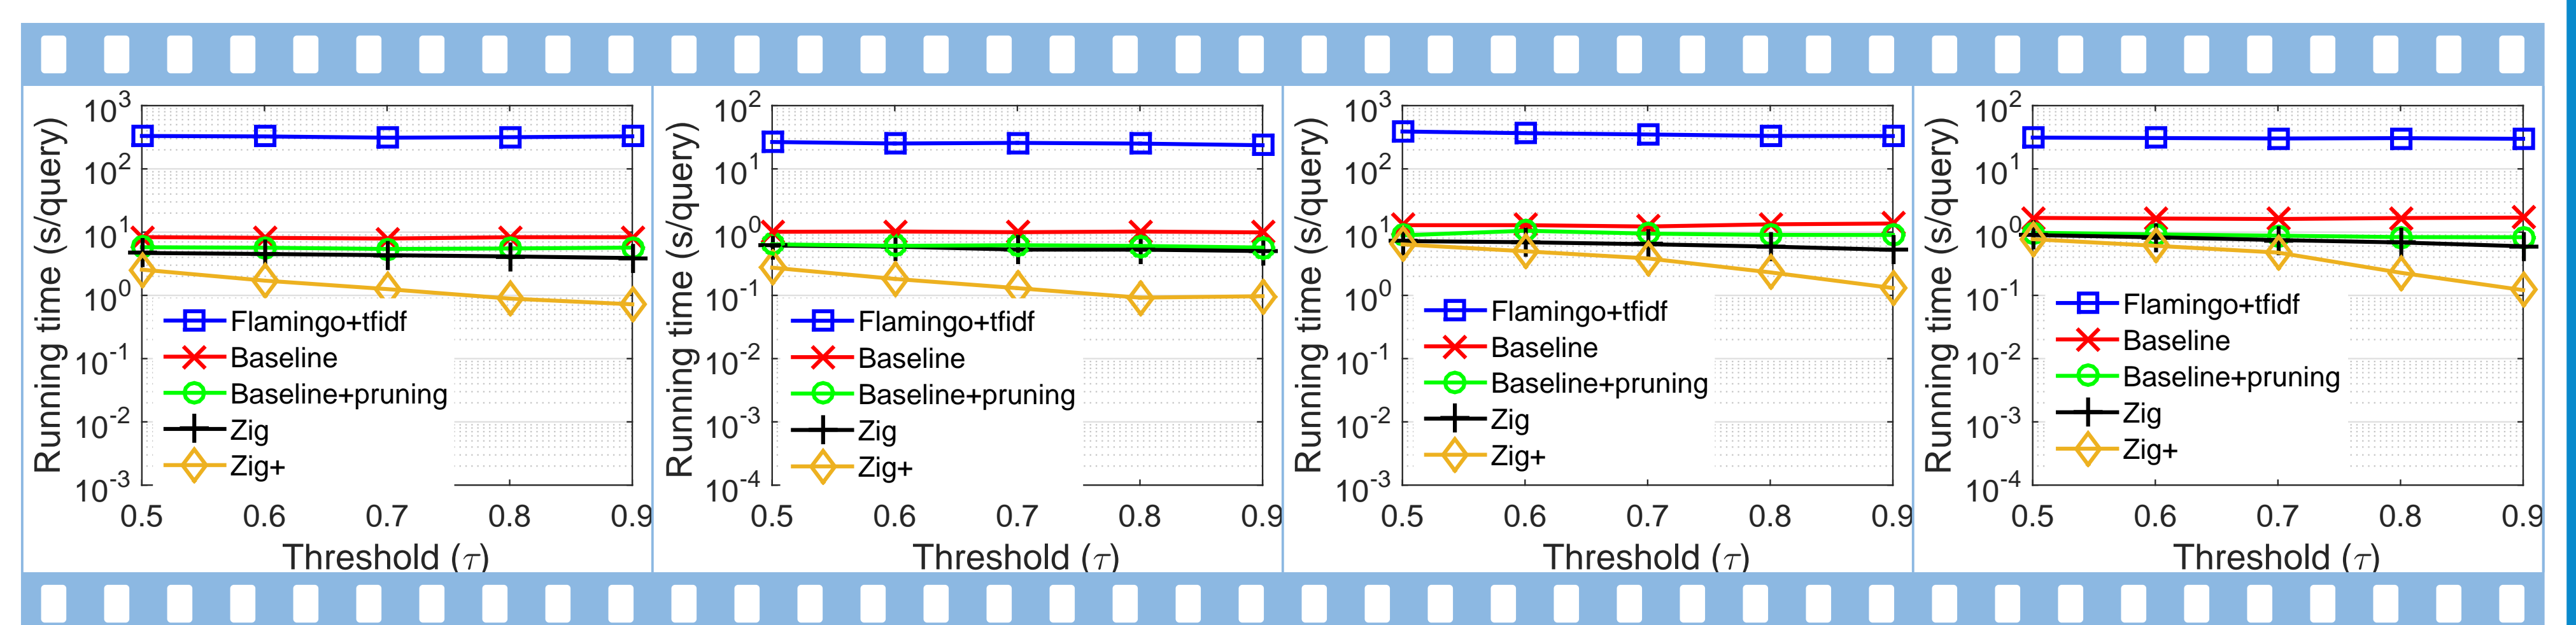 Running time (s/query)
10^3
10^2
10^1
10^0
10^-1
10^-2
10^-3
Flamingo+tfidf
Baseline
Baseline+pruning
Zig
Zig+
0.5 0.6 0.7 0.8 0.9
Threshold (τ)
Running time (s/query)
10^2
10^1
10^0
10^-1
10^-2
10^-3
10^-4
Flamingo+tfidf
Baseline
Baseline+pruning
Zig
Zig+
0.5 0.6 0.7 0.8 0.9
Threshold (τ)
Running time (s/query)
10^3
10^2
10^1
10^0
10^-1
10^-2
10^-3
Flamingo+tfidf
Baseline
Baseline+pruning
Zig
Zig+
0.5 0.6 0.7 0.8 0.9
Threshold (τ)
Running time (s/query)
10^2
10^1
10^0
10^-1
10^-2
10^-3
10^-4
Flamingo+tfidf
Baseline
Baseline+pruning
Zig
Zig+
0.5 0.6 0.7 0.8 0.9
Threshold (τ)